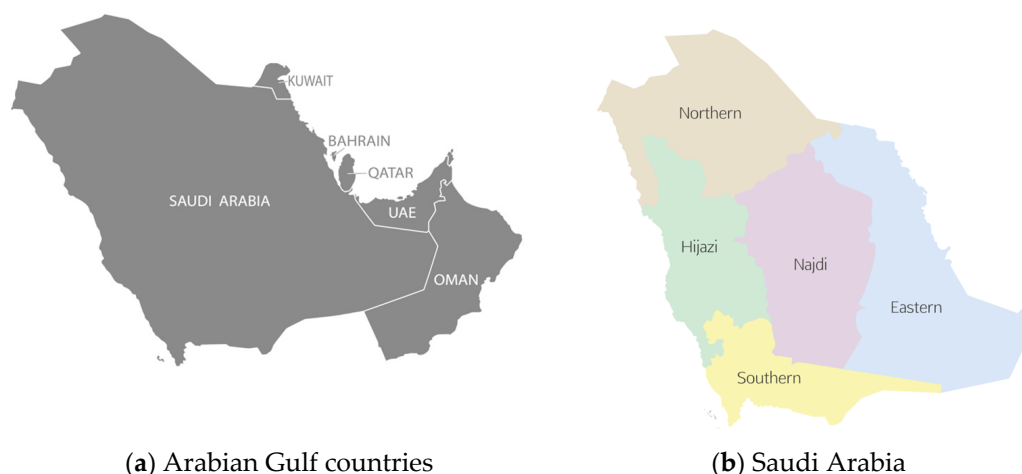 KUWAIT
BAHRAIN
QATAR
SAUDI ARABIA
UAE
OMAN
(a) Arabian Gulf countries
Northern
Hijazi
Najdi
Eastern
Southern
(b) Saudi Arabia